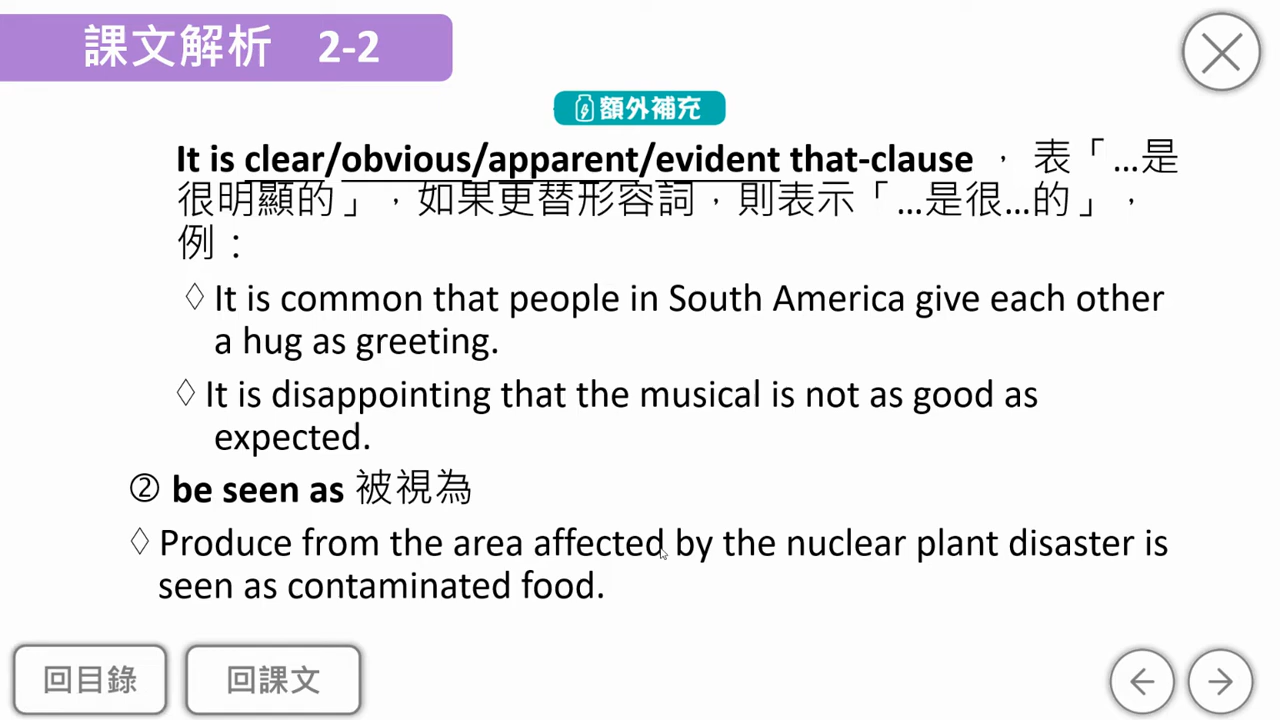 課文解析 2-2
額外補充
It is clear/obvious/apparent/evident that-clause ，表「…是
很明顯的」，如果更替形容詞，則表示「…是很…的」，
例：
◊ It is common that people in South America give each other
a hug as greeting.
◊ It is disappointing that the musical is not as good as
expected.
② be seen as 被視為
◊ Produce from the area affected by the nuclear plant disaster is
seen as contaminated food.
回目錄 回課文